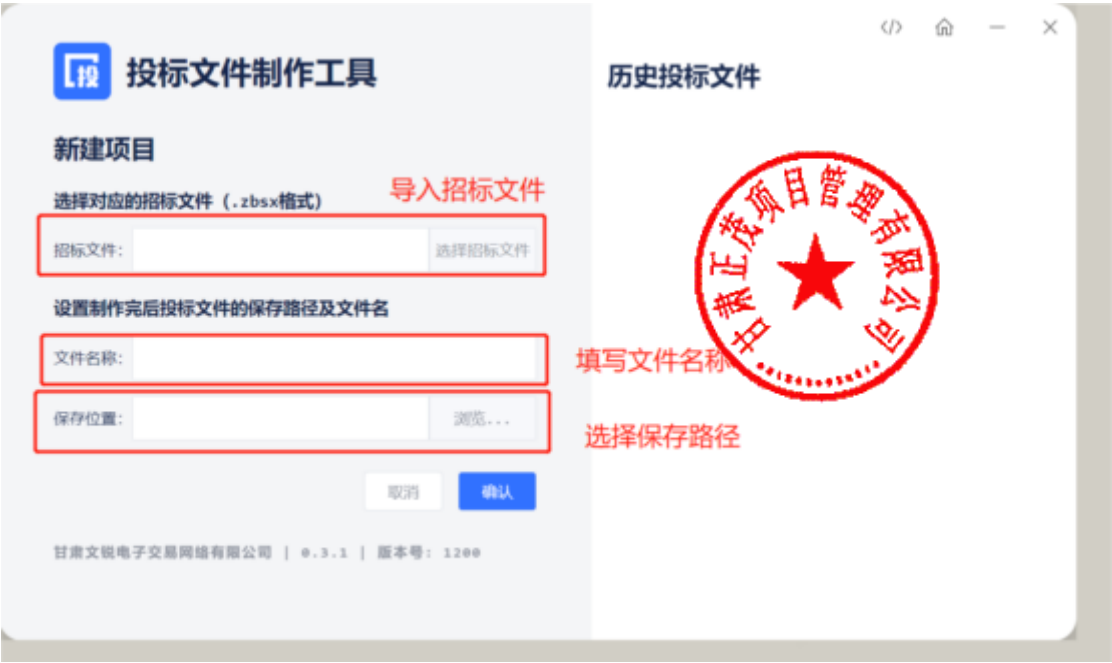 投标文件制作工具
新建项目
选择对应的招标文件（.zbsx格式）
导入招标文件
招标文件：
选择招标文件
设置制作完后投标文件的保存路径及文件名
文件名称：
填写文件名称
保存位置：
浏览...
选择保存路径
取消
确认
甘肃文锐电子交易网络有限公司 | 0.3.1 | 版本号：1200
历史投标文件
甘肃正茂项目管理有限公司